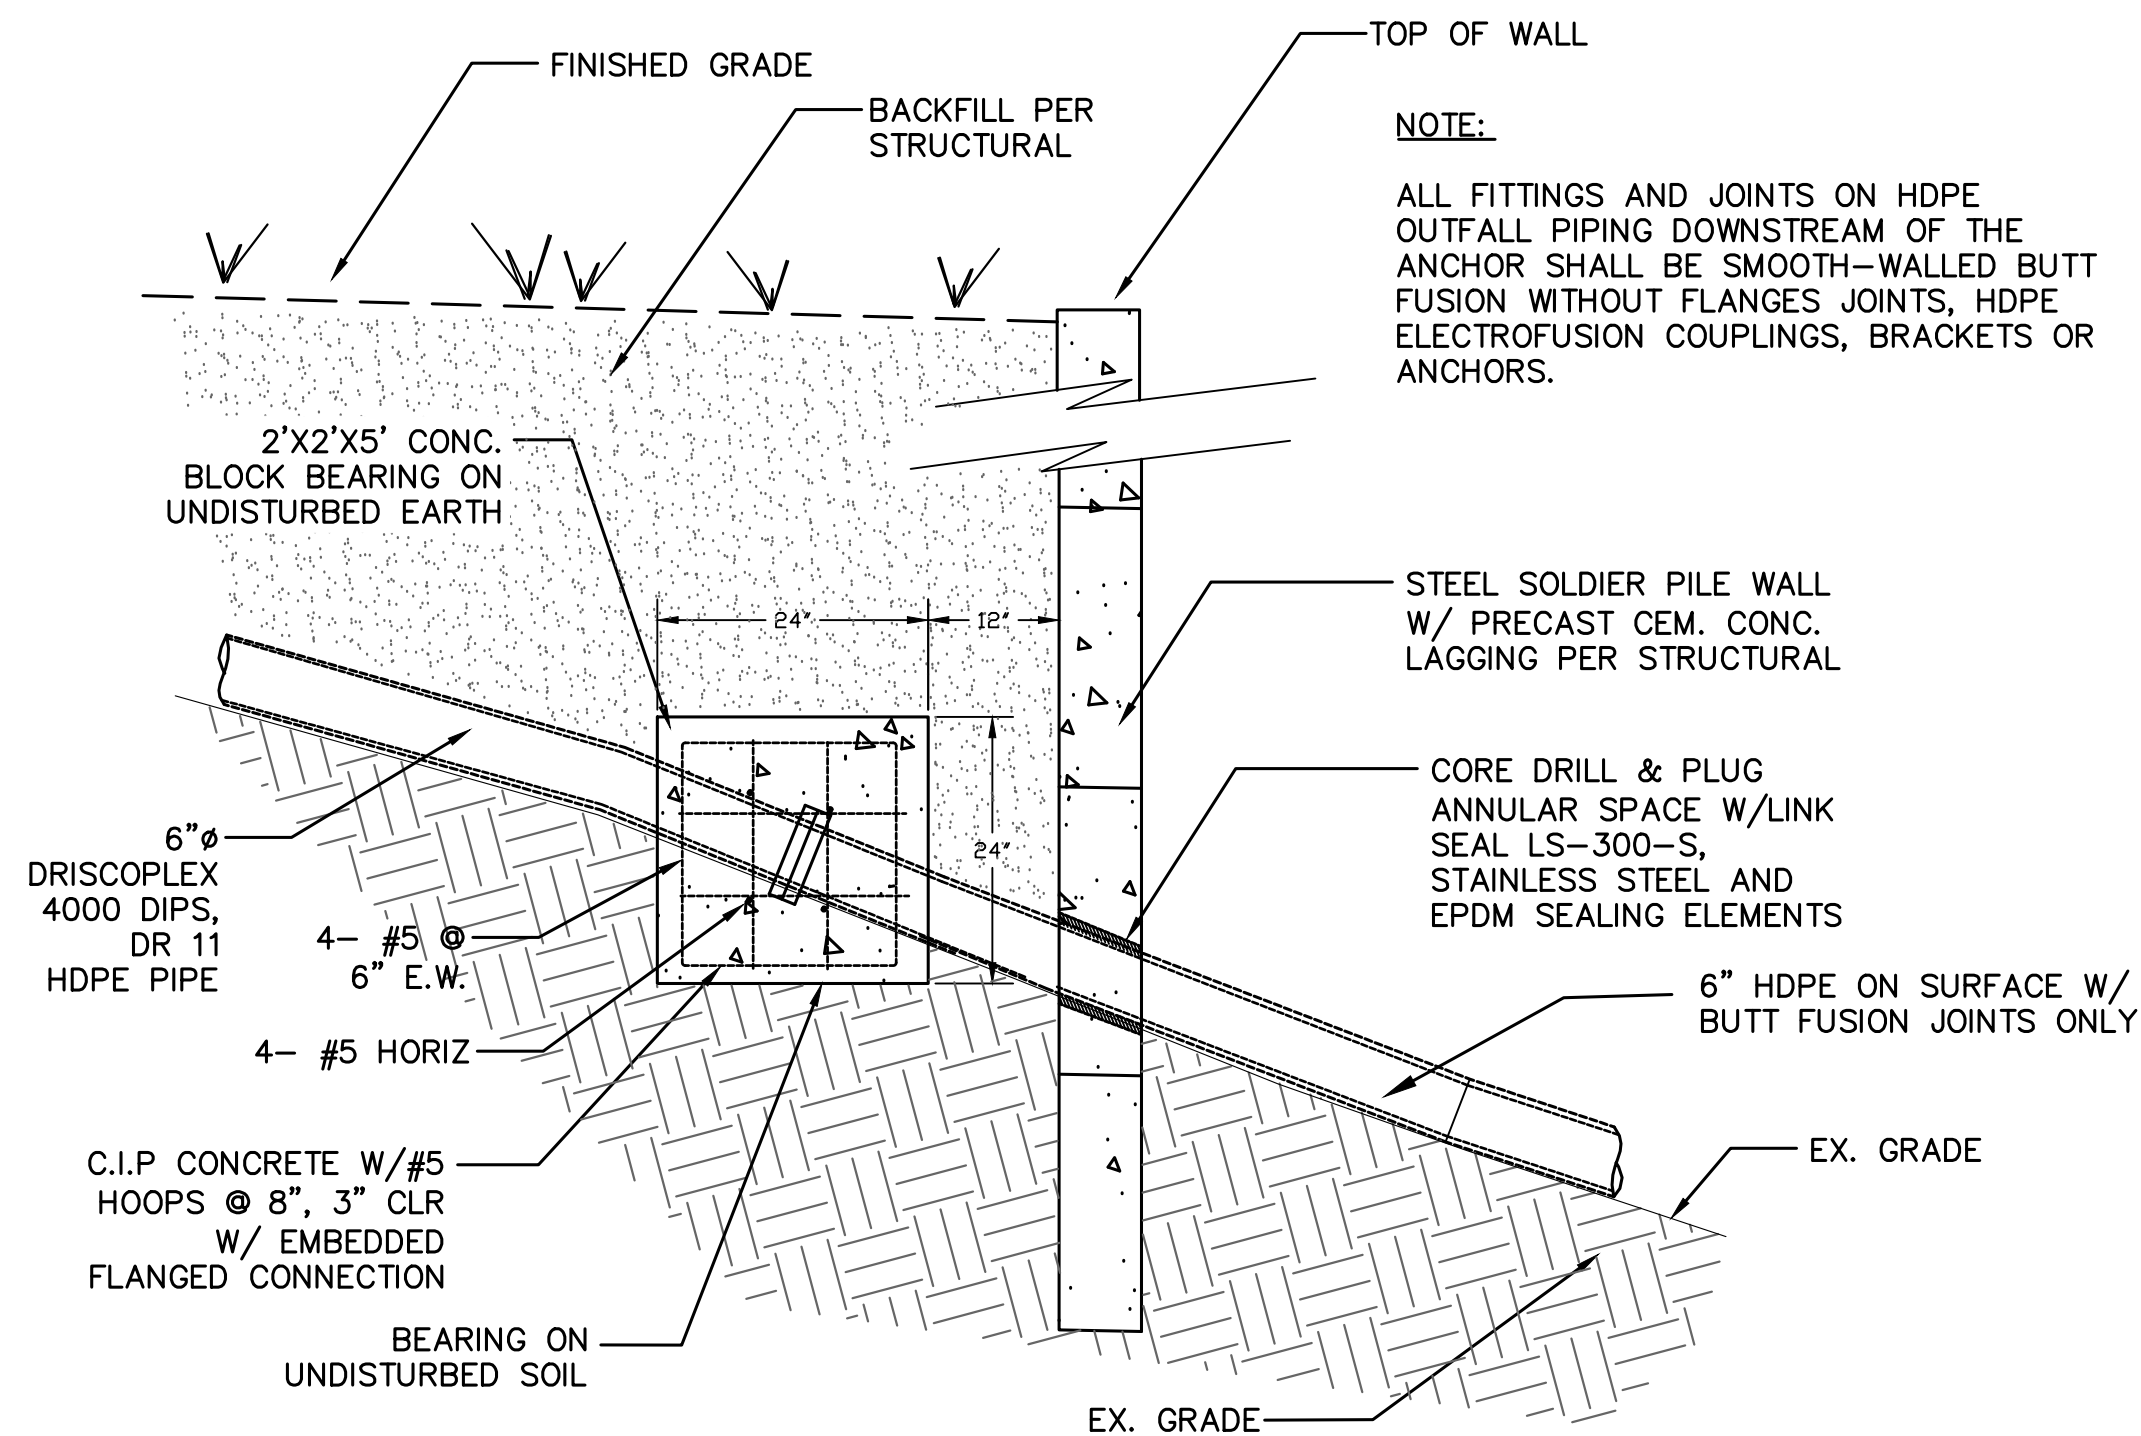 TOP OF WALL
FINISHED GRADE
BACKFILL PER
STRUCTURAL
NOTE:
ALL FITTINGS AND JOINTS ON HDPE
OUTFALL PIPING DOWNSTREAM OF THE
ANCHOR SHALL BE SMOOTH-WALLED BUTT
FUSION WITHOUT FLANGES JOINTS, HDPE
ELECTROFUSION COUPLINGS, BRACKETS OR
ANCHORS.
2'X2'X5' CONC.
BLOCK BEARING ON
UNDISTURBED EARTH
24"
12"
24"
STEEL SOLDIER PILE WALL
W/ PRECAST CEM. CONC.
LAGGING PER STRUCTURAL
CORE DRILL & PLUG
ANNULAR SPACE W/LINK
SEAL LS-300-S,
STAINLESS STEEL AND
EPDM SEALING ELEMENTS
6"ø
DRISCOPLEX
4000 DIPS,
DR 11
HDPE PIPE
4- #5 @
6" E.W.
6" HDPE ON SURFACE W/
BUTT FUSION JOINTS ONLY
4- #5 HORIZ
C.I.P CONCRETE W/#5
HOOPS @ 8", 3" CLR
W/ EMBEDDED
FLANGED CONNECTION
EX. GRADE
BEARING ON
UNDISTURBED SOIL
EX. GRADE